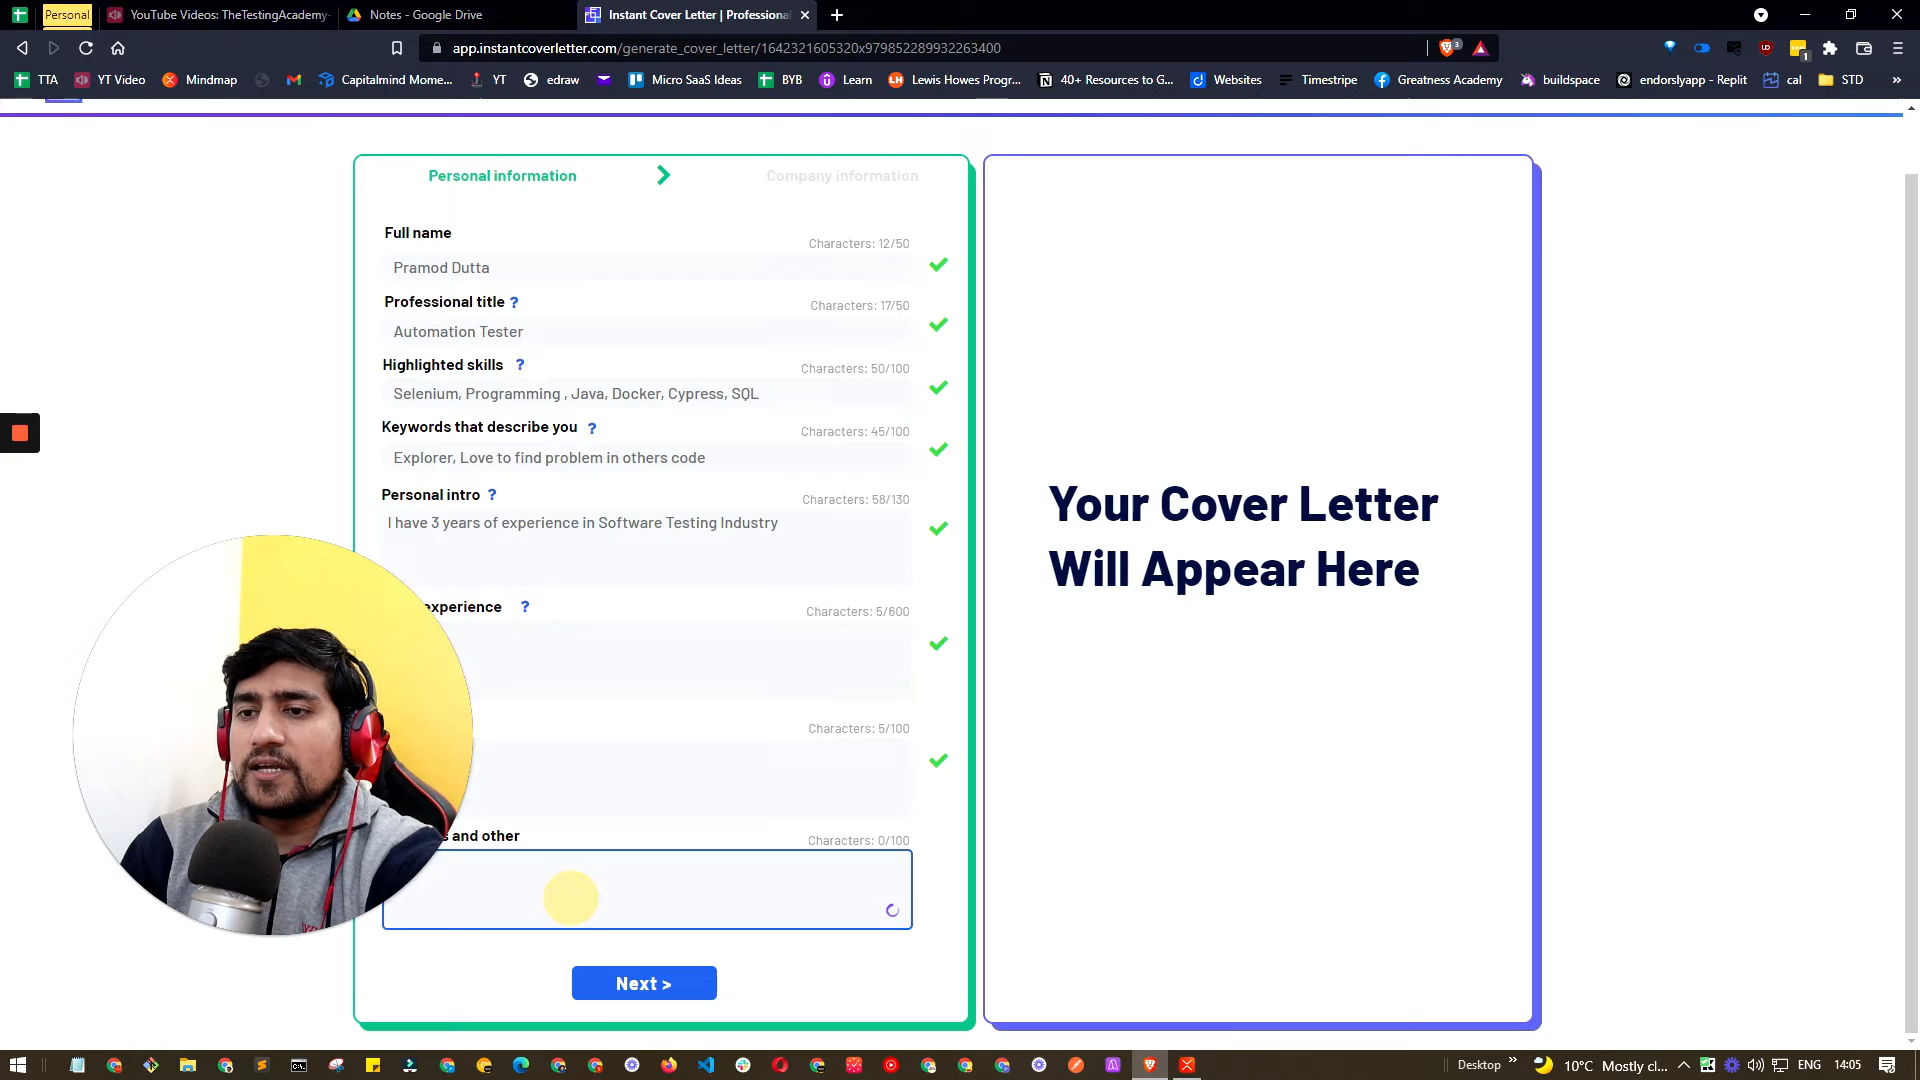 Personal
YouTube Videos: TheTestingAcademy-
Notes - Google Drive
Instant Cover Letter | Professional
app.instantcoverletter.com/generate_cover_letter/1642321605320x979852289932263400
3
1
TTA
YT Video
Mindmap
Capitalmind Mome...
YT
edraw
Micro SaaS Ideas
BYB
Learn
Lewis Howes Progr...
40+ Resources to G...
Websites
Timestripe
Greatness Academy
buildspace
endorslyapp - Replit
cal
STD
»
Personal information
Company information
Full name
Characters: 12/50
Pramod Dutta
Professional title ?
Characters: 17/50
Automation Tester
Highlighted skills ?
Characters: 50/100
Selenium, Programming , Java, Docker, Cypress, SQL
Keywords that describe you ?
Characters: 45/100
Explorer, Love to find problem in others code
Personal intro ?
Characters: 58/130
I have 3 years of experience in Software Testing Industry
experience ?
Characters: 5/600
Characters: 5/100
and other
Characters: 0/100
Next >
Your Cover Letter
Will Appear Here
Desktop
»
10°C Mostly cl...
ENG
14:05